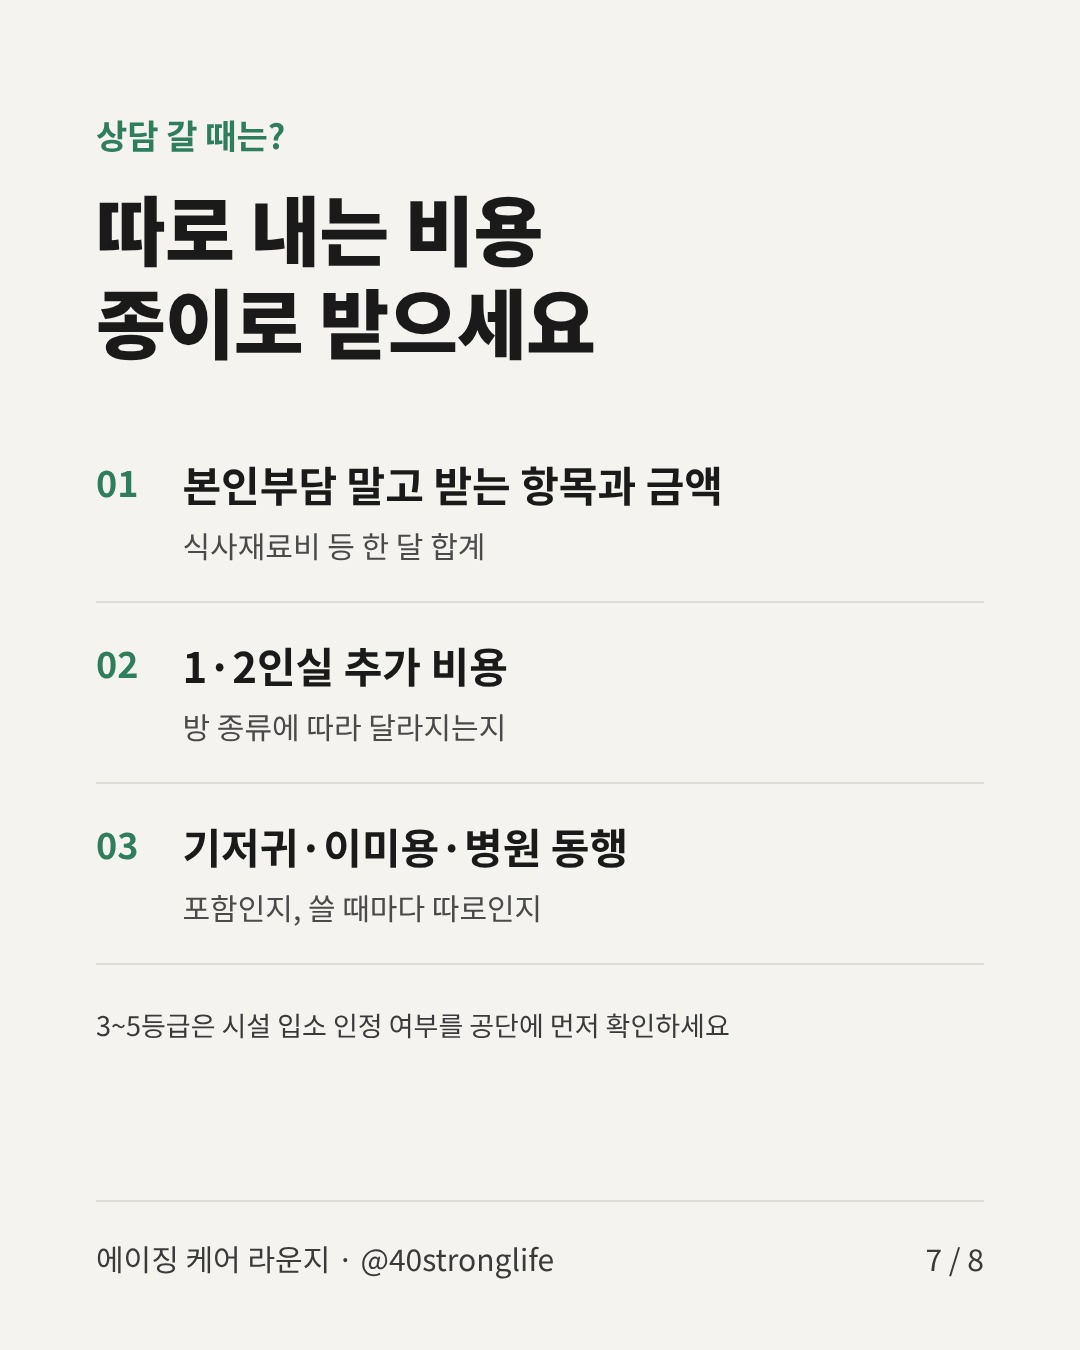 상담 갈 때는?
따로 내는 비용
종이로 받으세요
01 본인부담 말고 받는 항목과 금액
식사재료비 등 한 달 합계
02 1·2인실 추가 비용
방 종류에 따라 달라지는지
03 기저귀·이미용·병원 동행
포함인지, 쓸 때마다 따로인지
3~5등급은 시설 입소 인정 여부를 공단에 먼저 확인하세요
에이징 케어 라운지 · @40stronglife 7 / 8